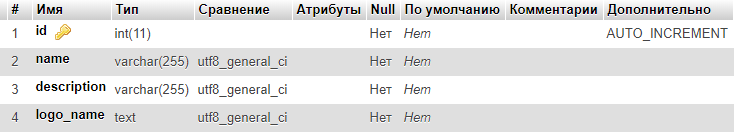 # Имя Тип Сравнение Атрибуты Null По умолчанию Комментарии Дополнительно
1 id int(11) Нет Нет AUTO_INCREMENT
2 name varchar(255) utf8_general_ci Нет Нет
3 description varchar(255) utf8_general_ci Нет Нет
4 logo_name text utf8_general_ci Нет Нет